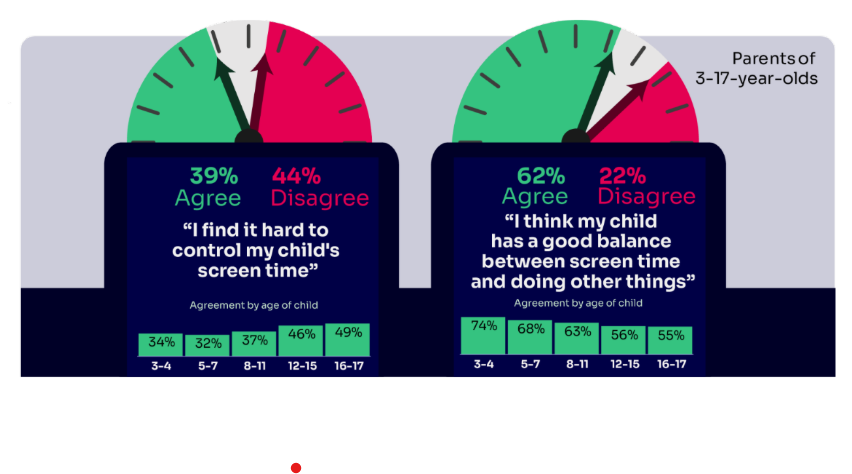 Parents of
3-17-year-olds
39% 44%
Agree Disagree
“I find it hard to
control my child's
screen time”
Agreement by age of child
34% 32% 37% 46% 49%
3-4 5-7 8-11 12-15 16-17
62% 22%
Agree Disagree
“I think my child
has a good balance
between screen time
and doing other things”
Agreement by age of child
74% 68% 63% 56% 55%
3-4 5-7 8-11 12-15 16-17